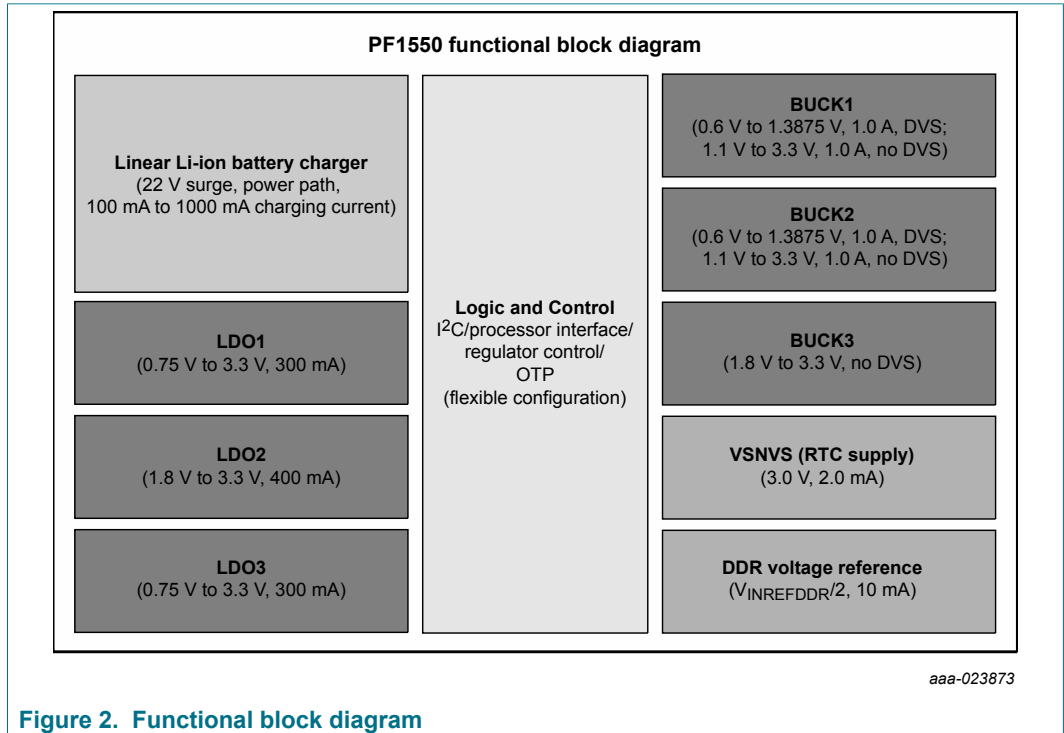 PF1550 functional block diagram
Linear Li-ion battery charger
(22 V surge, power path,
100 mA to 1000 mA charging current)
LDO1
(0.75 V to 3.3 V, 300 mA)
LDO2
(1.8 V to 3.3 V, 400 mA)
LDO3
(0.75 V to 3.3 V, 300 mA)
Logic and Control
I2C/processor interface/
regulator control/
OTP
(flexible configuration)
BUCK1
(0.6 V to 1.3875 V, 1.0 A, DVS;
1.1 V to 3.3 V, 1.0 A, no DVS)
BUCK2
(0.6 V to 1.3875 V, 1.0 A, DVS;
1.1 V to 3.3 V, 1.0 A, no DVS)
BUCK3
(1.8 V to 3.3 V, no DVS)
VSNVS (RTC supply)
(3.0 V, 2.0 mA)
DDR voltage reference
(VINREFDDR/2, 10 mA)
aaa-023873
Figure 2. Functional block diagram